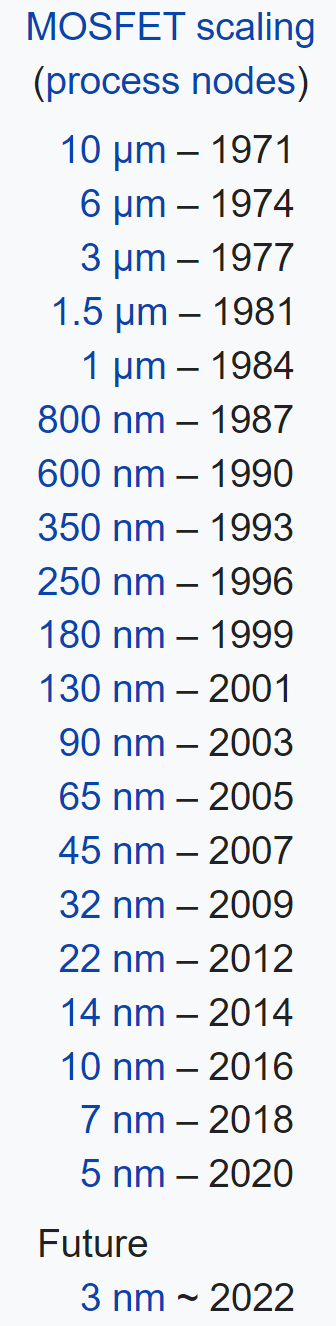 MOSFET scaling
(process nodes)
10 μm – 1971
6 μm – 1974
3 μm – 1977
1.5 μm – 1981
1 μm – 1984
800 nm – 1987
600 nm – 1990
350 nm – 1993
250 nm – 1996
180 nm – 1999
130 nm – 2001
90 nm – 2003
65 nm – 2005
45 nm – 2007
32 nm – 2009
22 nm – 2012
14 nm – 2014
10 nm – 2016
7 nm – 2018
5 nm – 2020
Future
3 nm ~ 2022